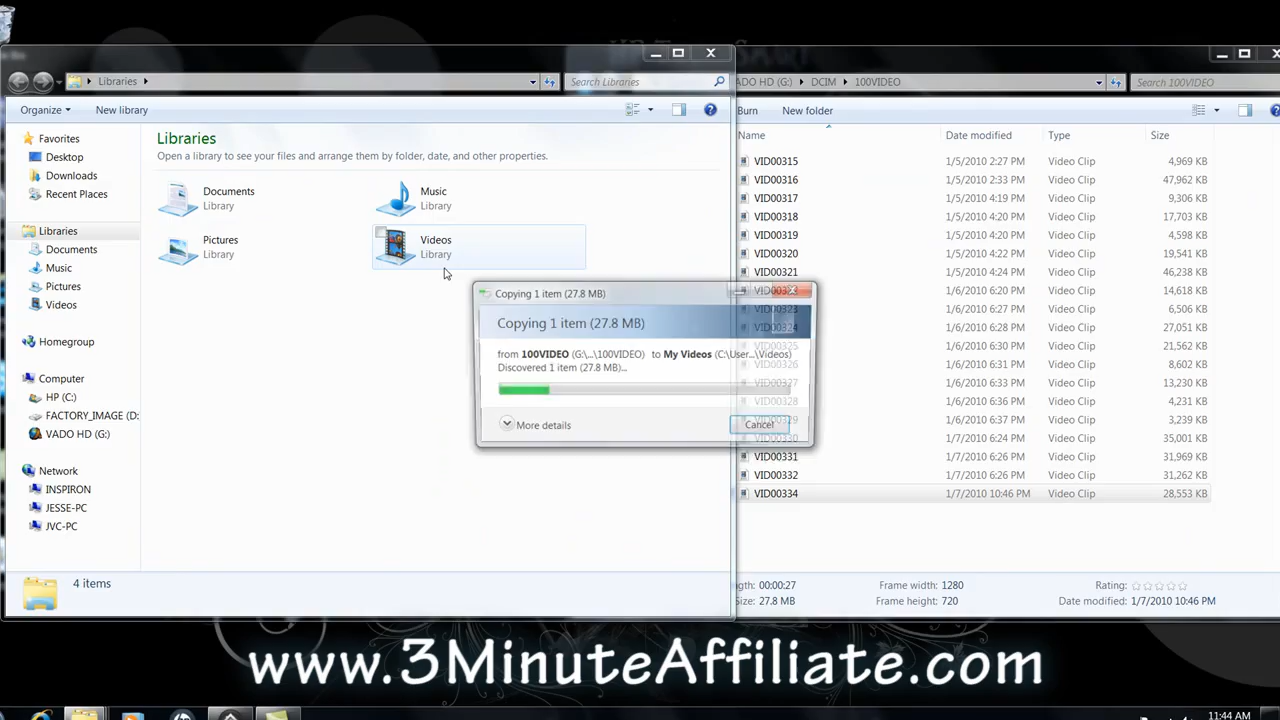 Libraries
Search Libraries
ADO HD (G:) DCIM 100VIDEO
Search 100VIDEO
Organize
New library
Burn New folder
Favorites
Desktop
Downloads
Recent Places
Libraries
Documents
Music
Pictures
Videos
Homegroup
Computer
HP (C:)
FACTORY_IMAGE (D:
VADO HD (G:)
Network
INSPIRON
JESSE-PC
JVC-PC
Libraries
Open a library to see your files and arrange them by folder, date, and other properties.
Documents
Library
Music
Library
Pictures
Library
Videos
Library
4 items
Copying 1 item (27.8 MB)
Copying 1 item (27.8 MB)
from 100VIDEO (G:\...\100VIDEO) to My Videos (C:\User...\Videos)
Discovered 1 item (27.8 MB)...
More details
Cancel
Name Date modified Type Size
VID00315 1/5/2010 2:27 PM Video Clip 4,969 KB
VID00316 1/5/2010 2:33 PM Video Clip 47,962 KB
VID00317 1/5/2010 4:19 PM Video Clip 9,306 KB
VID00318 1/5/2010 4:20 PM Video Clip 17,703 KB
VID00319 1/5/2010 4:20 PM Video Clip 4,498 KB
VID00320 1/6/2010 2:22 PM Video Clip 19,541 KB
VID00321 1/6/2010 2:24 PM Video Clip 46,238 KB
1/6/2010 6:26 PM Video Clip 14,618 KB
VID00323 1/6/2010 6:27 PM Video Clip 6,506 KB
VID00324 1/6/2010 6:28 PM Video Clip 27,051 KB
VID00325 1/6/2010 6:30 PM Video Clip 21,562 KB
VID00326 1/6/2010 6:31 PM Video Clip 8,602 KB
VID00327 1/6/2010 6:32 PM Video Clip 13,230 KB
VID00328 1/6/2010 6:36 PM Video Clip 4,231 KB
VID00329 1/6/2010 6:37 PM Video Clip 3,239 KB
VID00330 1/7/2010 6:24 PM Video Clip 35,001 KB
VID00331 1/7/2010 6:26 PM Video Clip 31,969 KB
VID00332 1/7/2010 6:26 PM Video Clip 31,262 KB
VID00334 1/7/2010 10:46 PM Video Clip 28,553 KB
ngth: 00:00:27 Frame width: 1280 Rating:
Size: 27.8 MB Frame height: 720 Date modified: 1/7/2010 10:46 PM
www.3MinuteAffiliate.com
11:44 AM